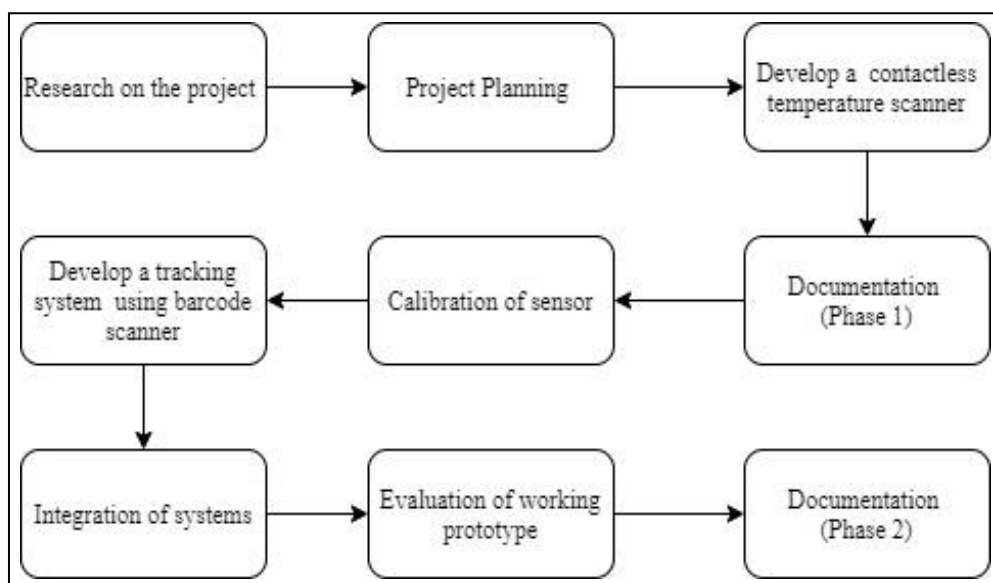 Research on the project
Project Planning
Develop a contactless
temperature scanner
Develop a tracking
system using barcode
scanner
Calibration of sensor
Documentation
(Phase 1)
Integration of systems
Evaluation of working
prototype
Documentation
(Phase 2)